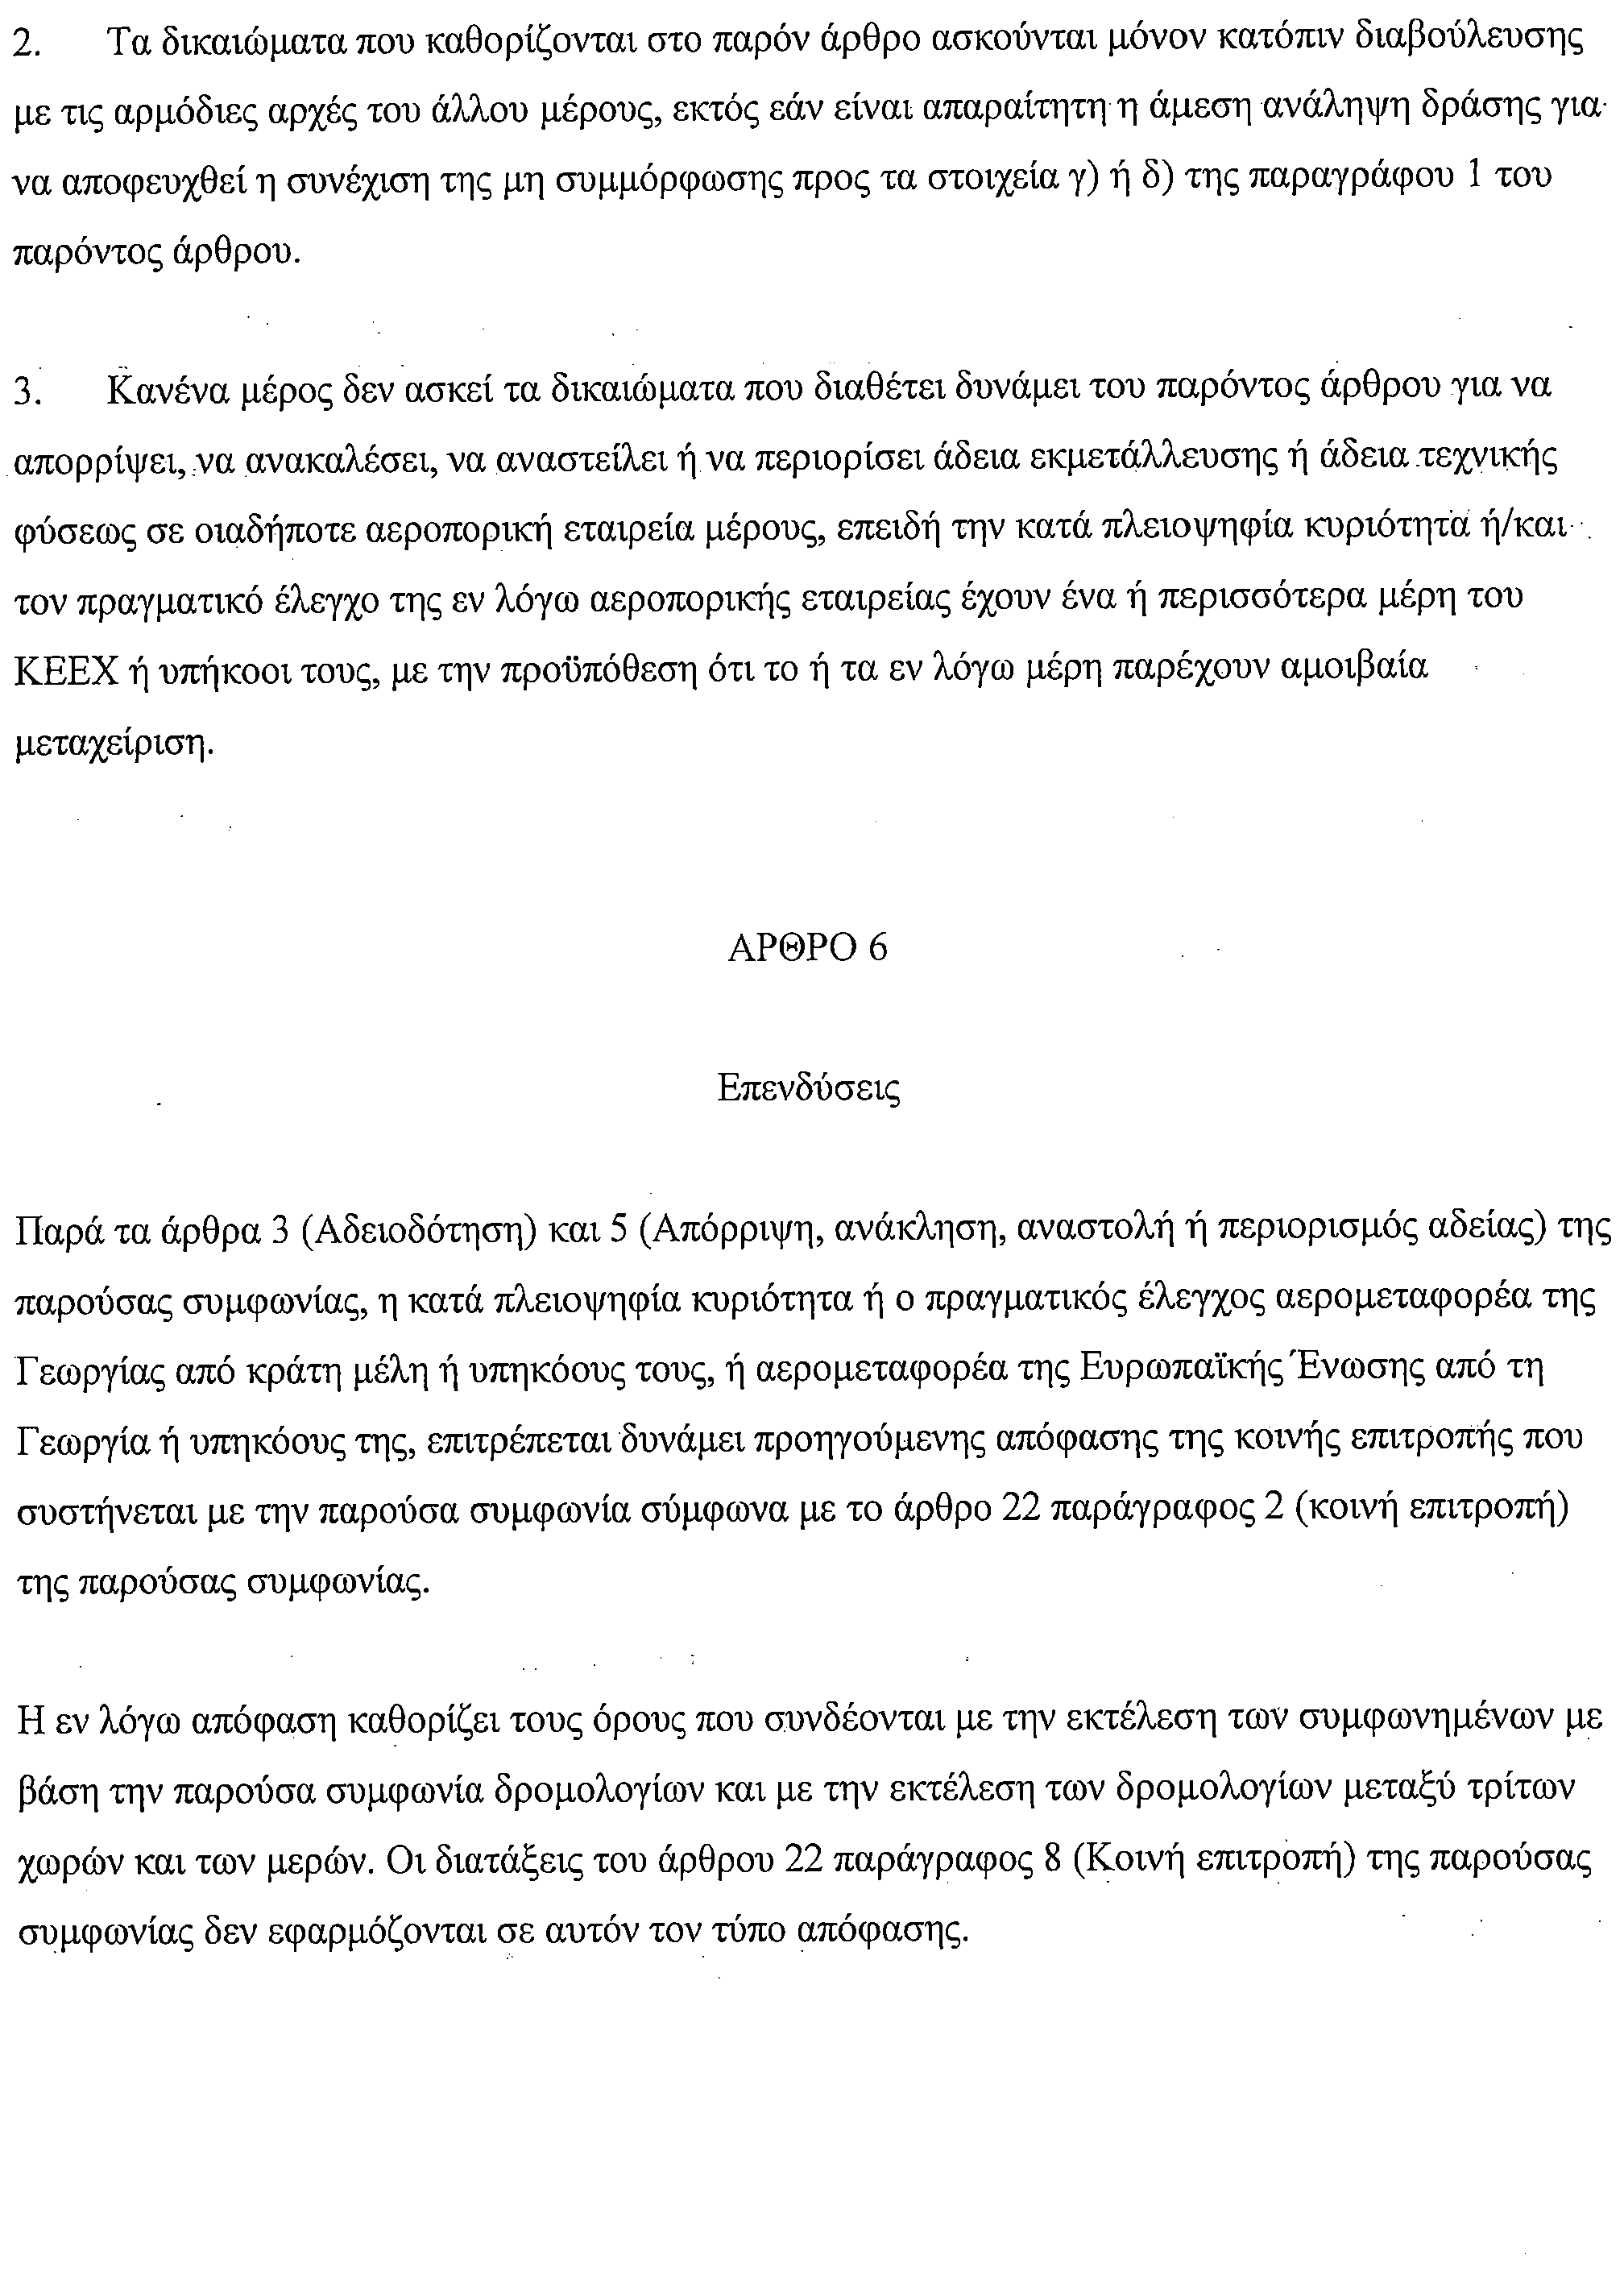 2. Τα δικαιώματα που καθορίζονται στο παρόν άρθρο ασκούνται μόνον κατόπιν διαβούλευσης
με τις αρμόδιες αρχές του άλλου μέρους, εκτός εάν είναι απαραίτητη η άμεση ανάληψη δράσης για
να αποφευχθεί η συνέχιση της μη συμμόρφωσης προς τα στοιχεία γ) ή δ) της παραγράφου 1 του
παρόντος άρθρου.
3. Κανένα μέρος δεν ασκεί τα δικαιώματα που διαθέτει δυνάμει του παρόντος άρθρου για να
απορρίψει, να ανακαλέσει, να αναστείλει ή να περιορίσει άδεια εκμετάλλευσης ή άδεια τεχνικής
φύσεως σε οιαδήποτε αεροπορική εταιρεία μέρους, επειδή την κατά πλειοψηφία κυριότητα ή/και
τον πραγματικό έλεγχο της εν λόγω αεροπορικής εταιρείας έχουν ένα ή περισσότερα μέρη του
ΚΕΕΧ ή υπήκοοι τους, με την προϋπόθεση ότι το ή τα εν λόγω μέρη παρέχουν αμοιβαία
μεταχείριση.
ΑΡΘΡΟ 6
Επενδύσεις
Παρά τα άρθρα 3 (Αδειοδότηση) και 5 (Απόρριψη, ανάκληση, αναστολή ή περιορισμός αδείας) της
παρούσας συμφωνίας, η κατά πλειοψηφία κυριότητα ή ο πραγματικός έλεγχος αερομεταφορέα της
Γεωργίας από κράτη μέλη ή υπηκόους τους, ή αερομεταφορέα της Ευρωπαϊκής Ένωσης από τη
Γεωργία ή υπηκόους της, επιτρέπεται δυνάμει προηγούμενης απόφασης της κοινής επιτροπής που
συστήνεται με την παρούσα συμφωνία σύμφωνα με το άρθρο 22 παράγραφος 2 (κοινή επιτροπή)
της παρούσας συμφωνίας.
Η εν λόγω απόφαση καθορίζει τους όρους που συνδέονται με την εκτέλεση των συμφωνημένων με
βάση την παρούσα συμφωνία δρομολογίων και με την εκτέλεση των δρομολογίων μεταξύ τρίτων
χωρών και των μερών. Οι διατάξεις του άρθρου 22 παράγραφος 8 (Κοινή επιτροπή) της παρούσας
συμφωνίας δεν εφαρμόζονται σε αυτόν τον τύπο απόφασης.